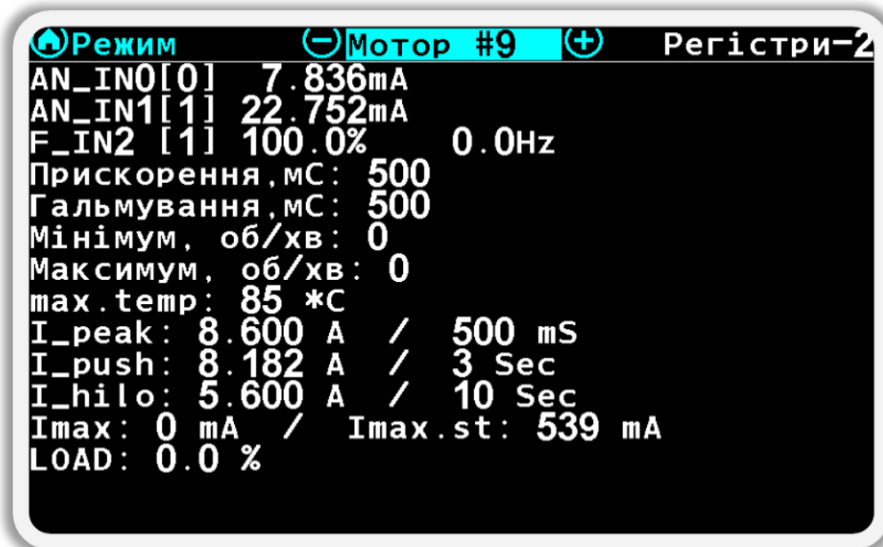 Режим − Мотор #9 + Регістри-2
AN_IN0[0] 7.836mA
AN_IN1[1] 22.752mA
F_IN2 [1] 100.0% 0.0Hz
Прискорення,мС: 500
Гальмування,мС: 500
Мінімум, об/хв: 0
Максимум, об/хв: 0
max.temp: 85 *C
I_peak: 8.600 A / 500 mS
I_push: 8.182 A / 3 Sec
I_hilo: 5.600 A / 10 Sec
Imax: 0 mA / Imax.st: 539 mA
LOAD: 0.0 %